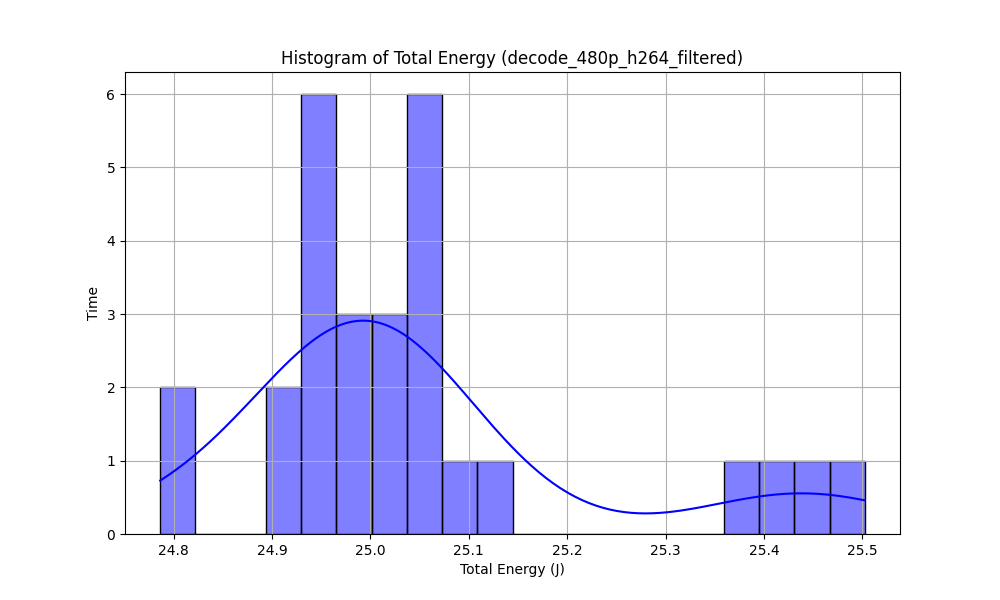 Histogram of Total Energy (decode_480p_h264_filtered)
Time
6
5
4
3
2
1
0
24.8 24.9 25.0 25.1 25.2 25.3 25.4 25.5
Total Energy (J)